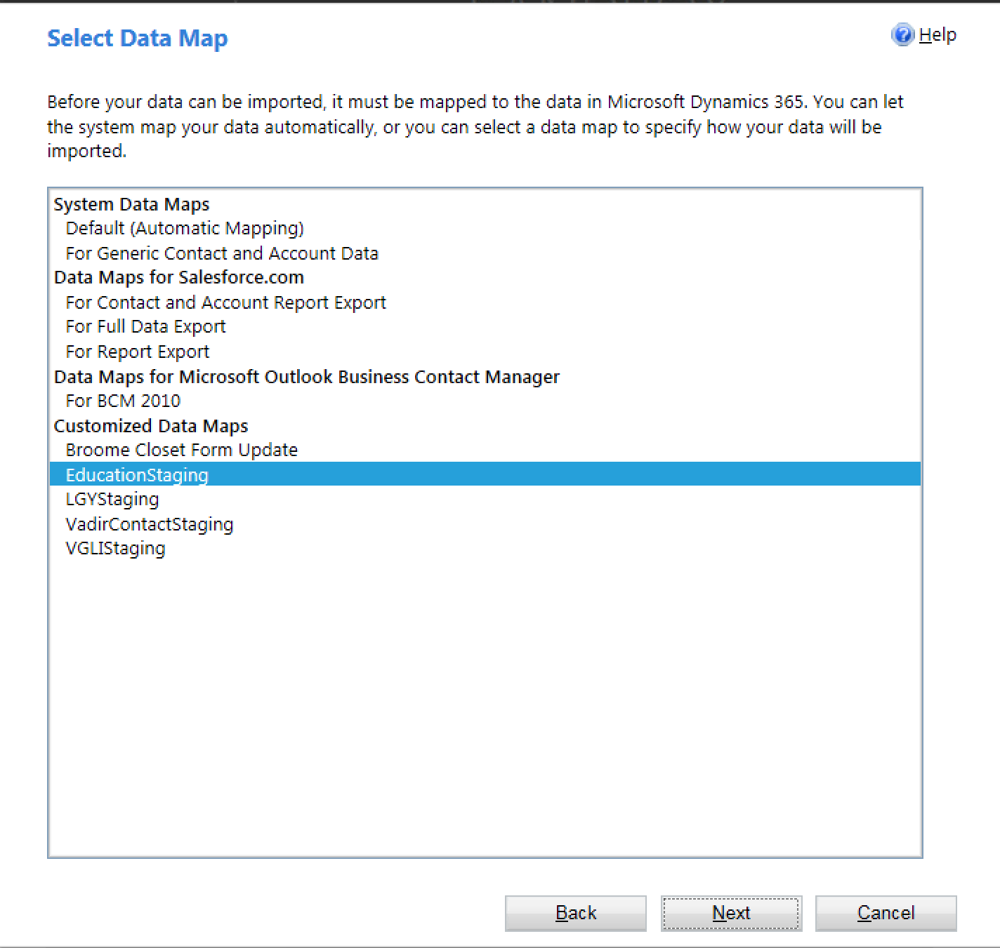 Select Data Map
Help
Before your data can be imported, it must be mapped to the data in Microsoft Dynamics 365. You can let
the system map your data automatically, or you can select a data map to specify how your data will be
imported.
System Data Maps
Default (Automatic Mapping)
For Generic Contact and Account Data
Data Maps for Salesforce.com
For Contact and Account Report Export
For Full Data Export
For Report Export
Data Maps for Microsoft Outlook Business Contact Manager
For BCM 2010
Customized Data Maps
Broome Closet Form Update
EducationStaging
LGYStaging
VadirContactStaging
VGLIStaging
Back
Next
Cancel